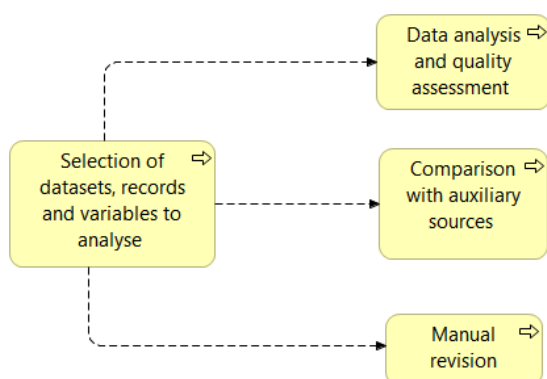 Data analysis
and quality
assessment
Selection of
datasets, records
and variables to
analyse
Comparison
with auxiliary
sources
Manual
revision